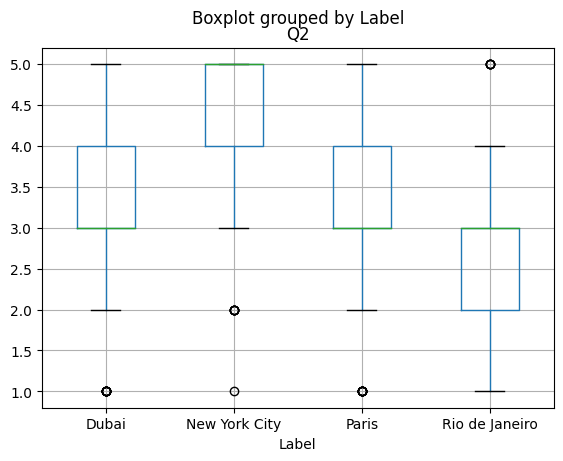 Boxplot grouped by Label
Q2
5.0
4.5
4.0
3.5
3.0
2.5
2.0
1.5
1.0
Dubai
New York City
Paris
Rio de Janeiro
Label